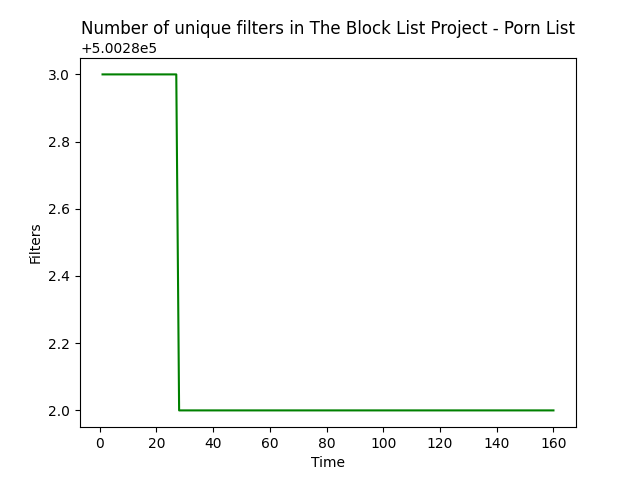 Number of unique filters in The Block List Project - Porn List
+5.0028e5
3.0
2.8
2.6
2.4
2.2
2.0
Filters
0 20 40 60 80 100 120 140 160
Time